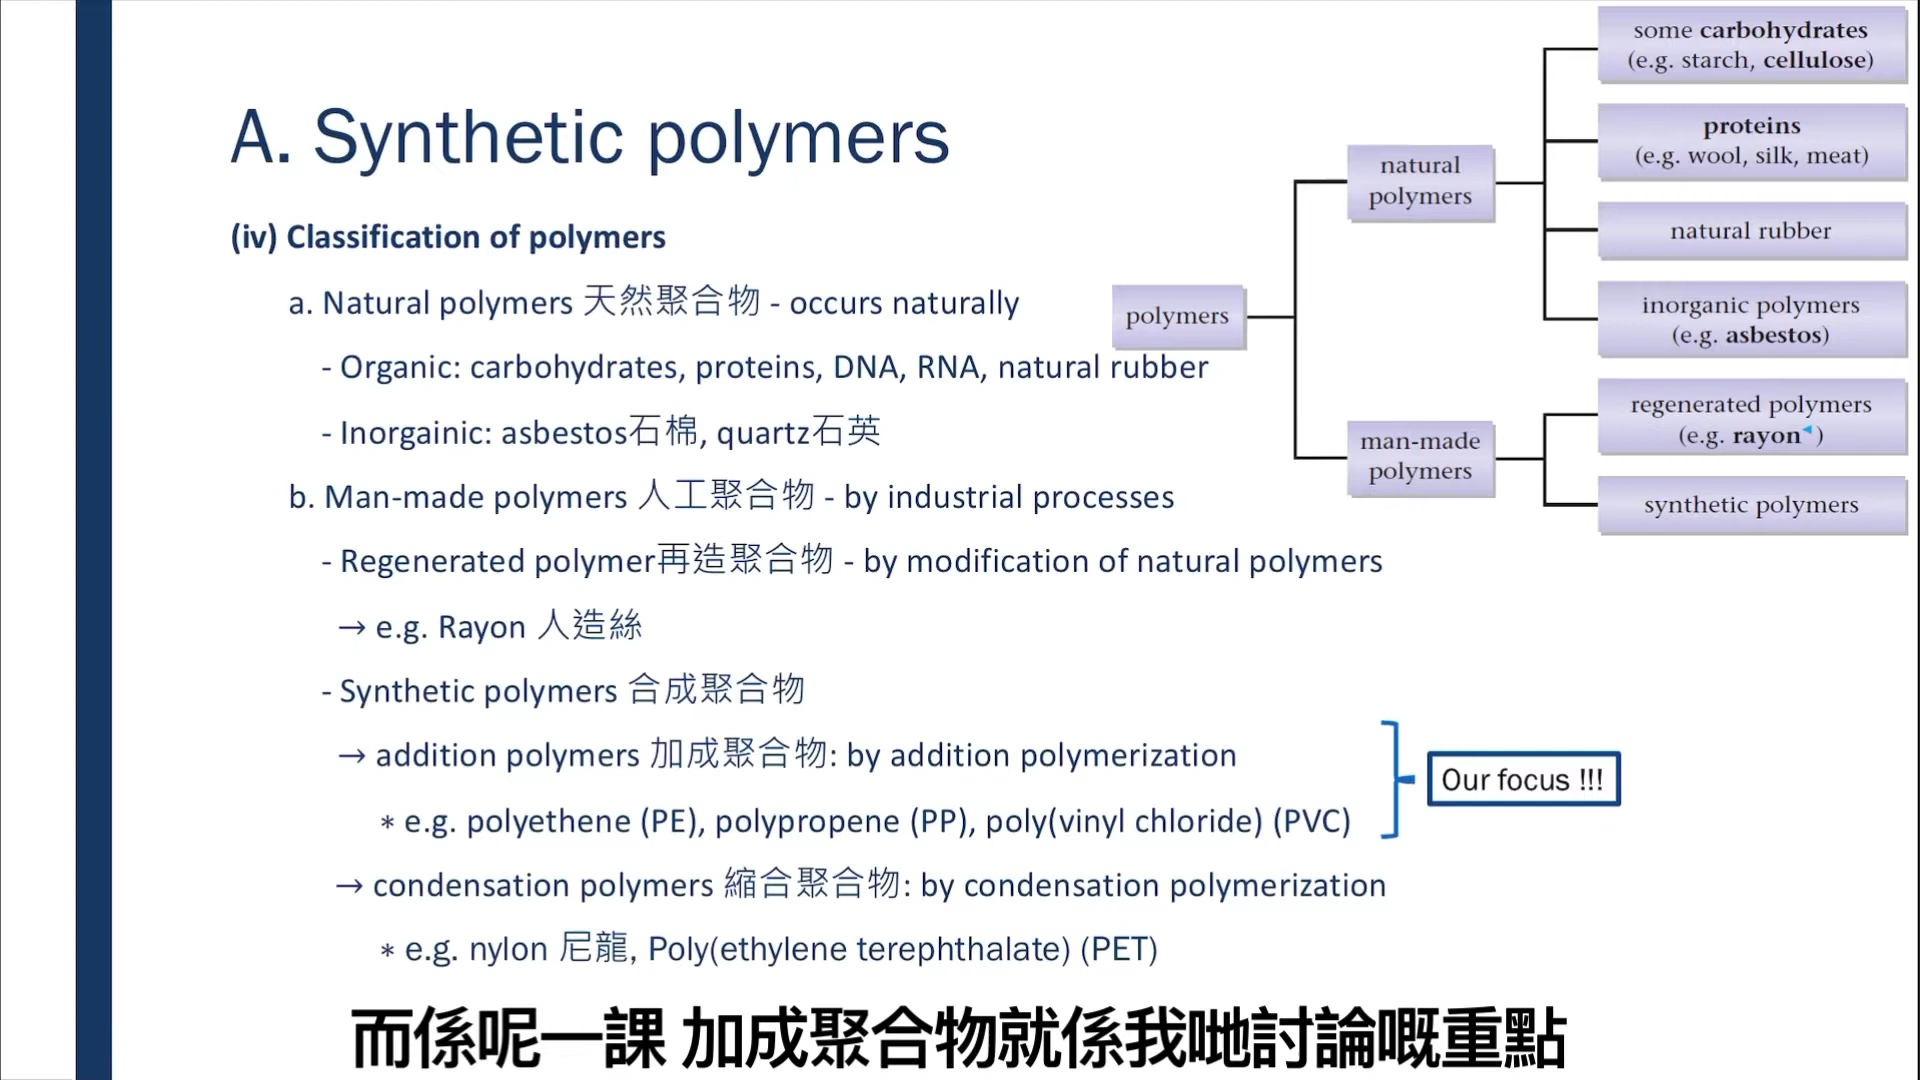 A. Synthetic polymers
(iv) Classification of polymers
a. Natural polymers 天然聚合物 - occurs naturally
- Organic: carbohydrates, proteins, DNA, RNA, natural rubber
- Inorgainic: asbestos石棉, quartz石英
b. Man-made polymers 人工聚合物 - by industrial processes
- Regenerated polymer再造聚合物 - by modification of natural polymers
→ e.g. Rayon 人造絲
- Synthetic polymers 合成聚合物
→ addition polymers 加成聚合物: by addition polymerization
* e.g. polyethene (PE), polypropene (PP), poly(vinyl chloride) (PVC)
→ condensation polymers 縮合聚合物: by condensation polymerization
* e.g. nylon 尼龍, Poly(ethylene terephthalate) (PET)
Our focus !!!
polymers
natural
polymers
some carbohydrates
(e.g. starch, cellulose)
proteins
(e.g. wool, silk, meat)
natural rubber
inorganic polymers
(e.g. asbestos)
man-made
polymers
regenerated polymers
(e.g. rayon)
synthetic polymers
而係呢一課 加成聚合物就係我哋討論嘅重點